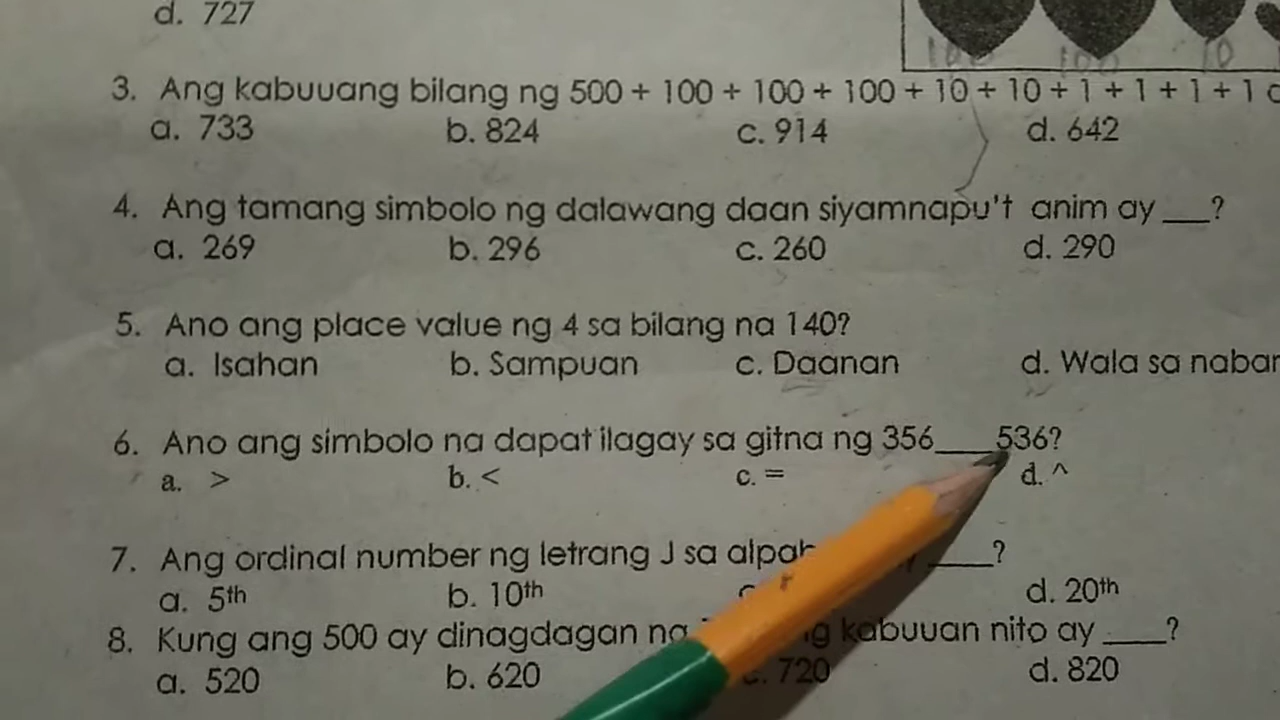 d. 727
100 100 10
3. Ang kabuuang bilang ng 500 + 100 + 100 + 100 + 10 + 10 + 1 + 1 + 1 + 1
a. 733 b. 824 c. 914 d. 642
4. Ang tamang simbolo ng dalawang daan siyamnapu't anim ay ___?
a. 269 b. 296 c. 260 d. 290
5. Ano ang place value ng 4 sa bilang na 140?
a. Isahan b. Sampuan c. Daanan d. Wala sa
6. Ano ang simbolo na dapat ilagay sa gitna ng 356____536?
a. > b. < c. = d. ^
7. Ang ordinal number ng letrang J sa ____?
a. 5th b. 10th d. 20th
8. Kung ang 500 ay dinagdagan ng kabuuan nito ay ____?
a. 520 b. 620 c. 720 d. 820